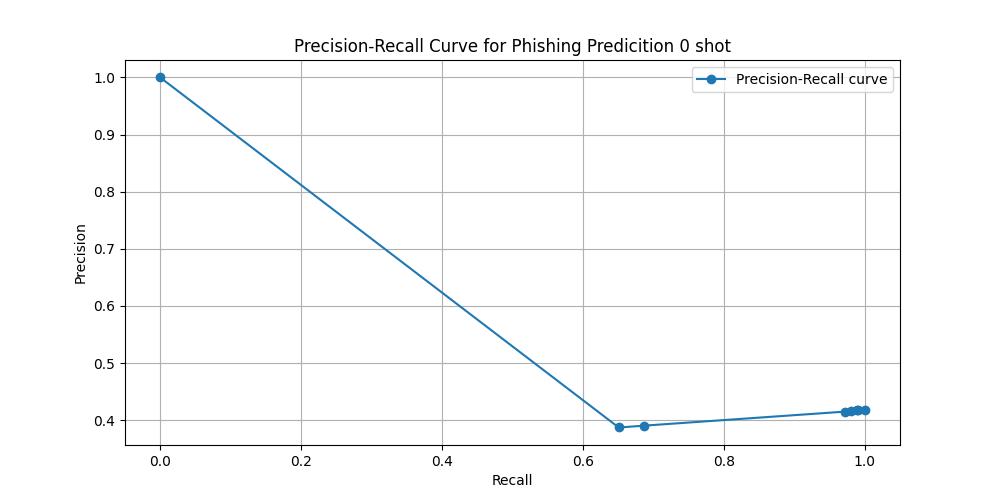 Precision-Recall Curve for Phishing Predicition 0 shot
Precision-Recall curve
1.0
0.9
0.8
0.7
0.6
0.5
0.4
Precision
0.0 0.2 0.4 0.6 0.8 1.0
Recall